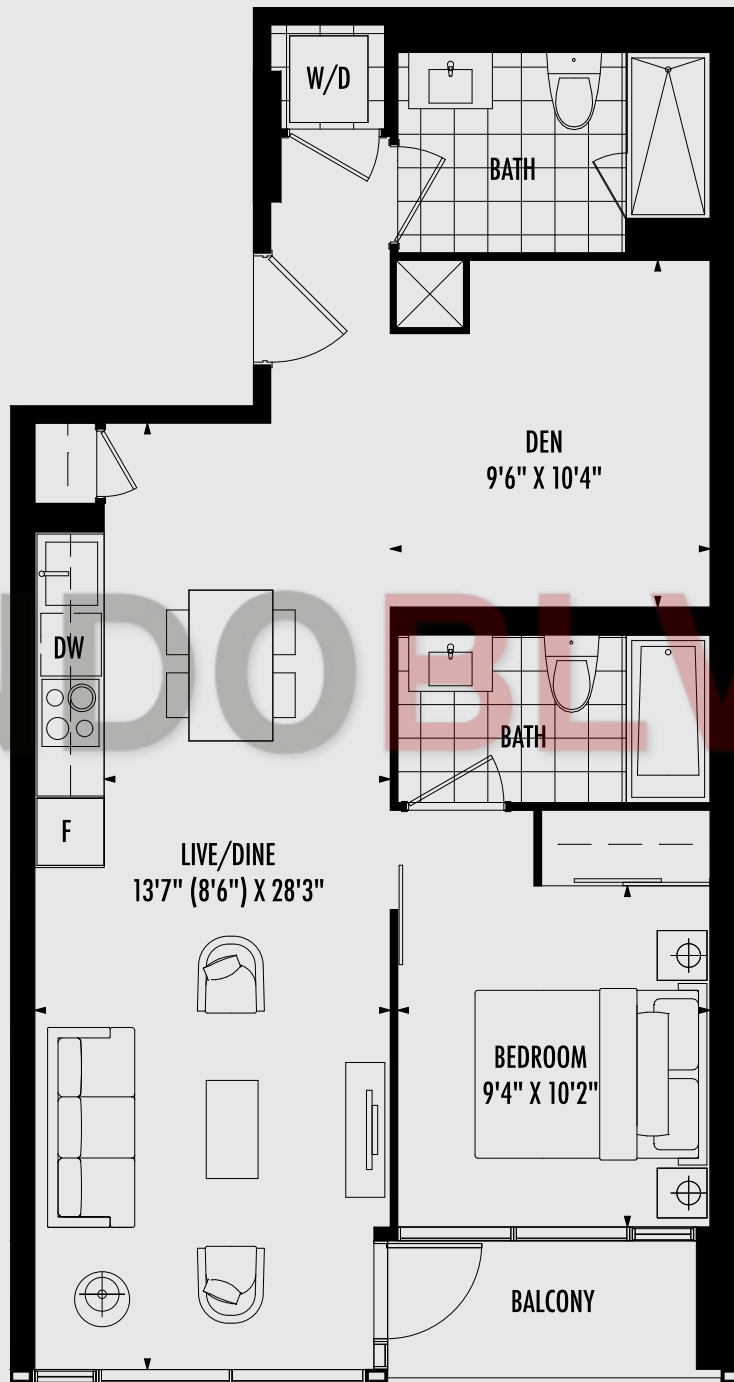 W/D
BATH
DEN
9'6" X 10'4"
DW
NDOBLV
BATH
F
LIVE/DINE
13'7" (8'6") X 28'3"
BEDROOM
9'4" X 10'2"
BALCONY